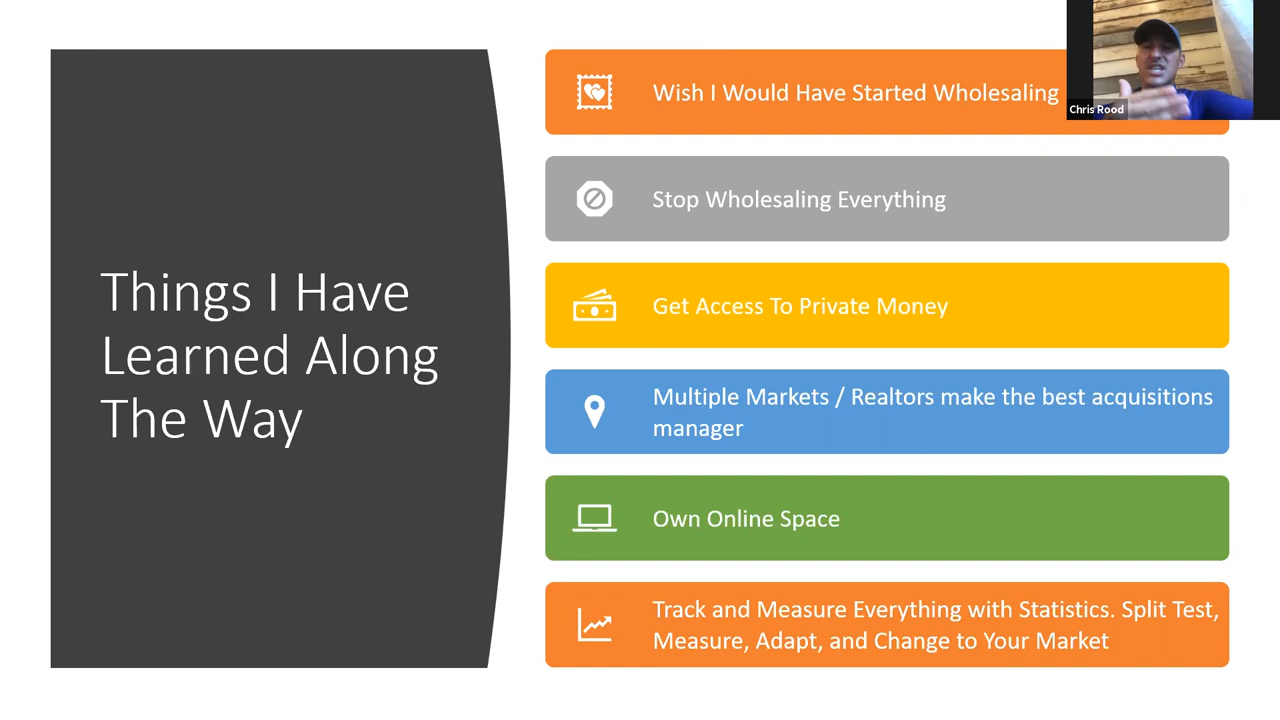 Things I Have
Learned Along
The Way
Wish I Would Have Started Wholesaling
Stop Wholesaling Everything
Get Access To Private Money
Multiple Markets / Realtors make the best acquisitions
manager
Own Online Space
Track and Measure Everything with Statistics. Split Test,
Measure, Adapt, and Change to Your Market
Chris Rood